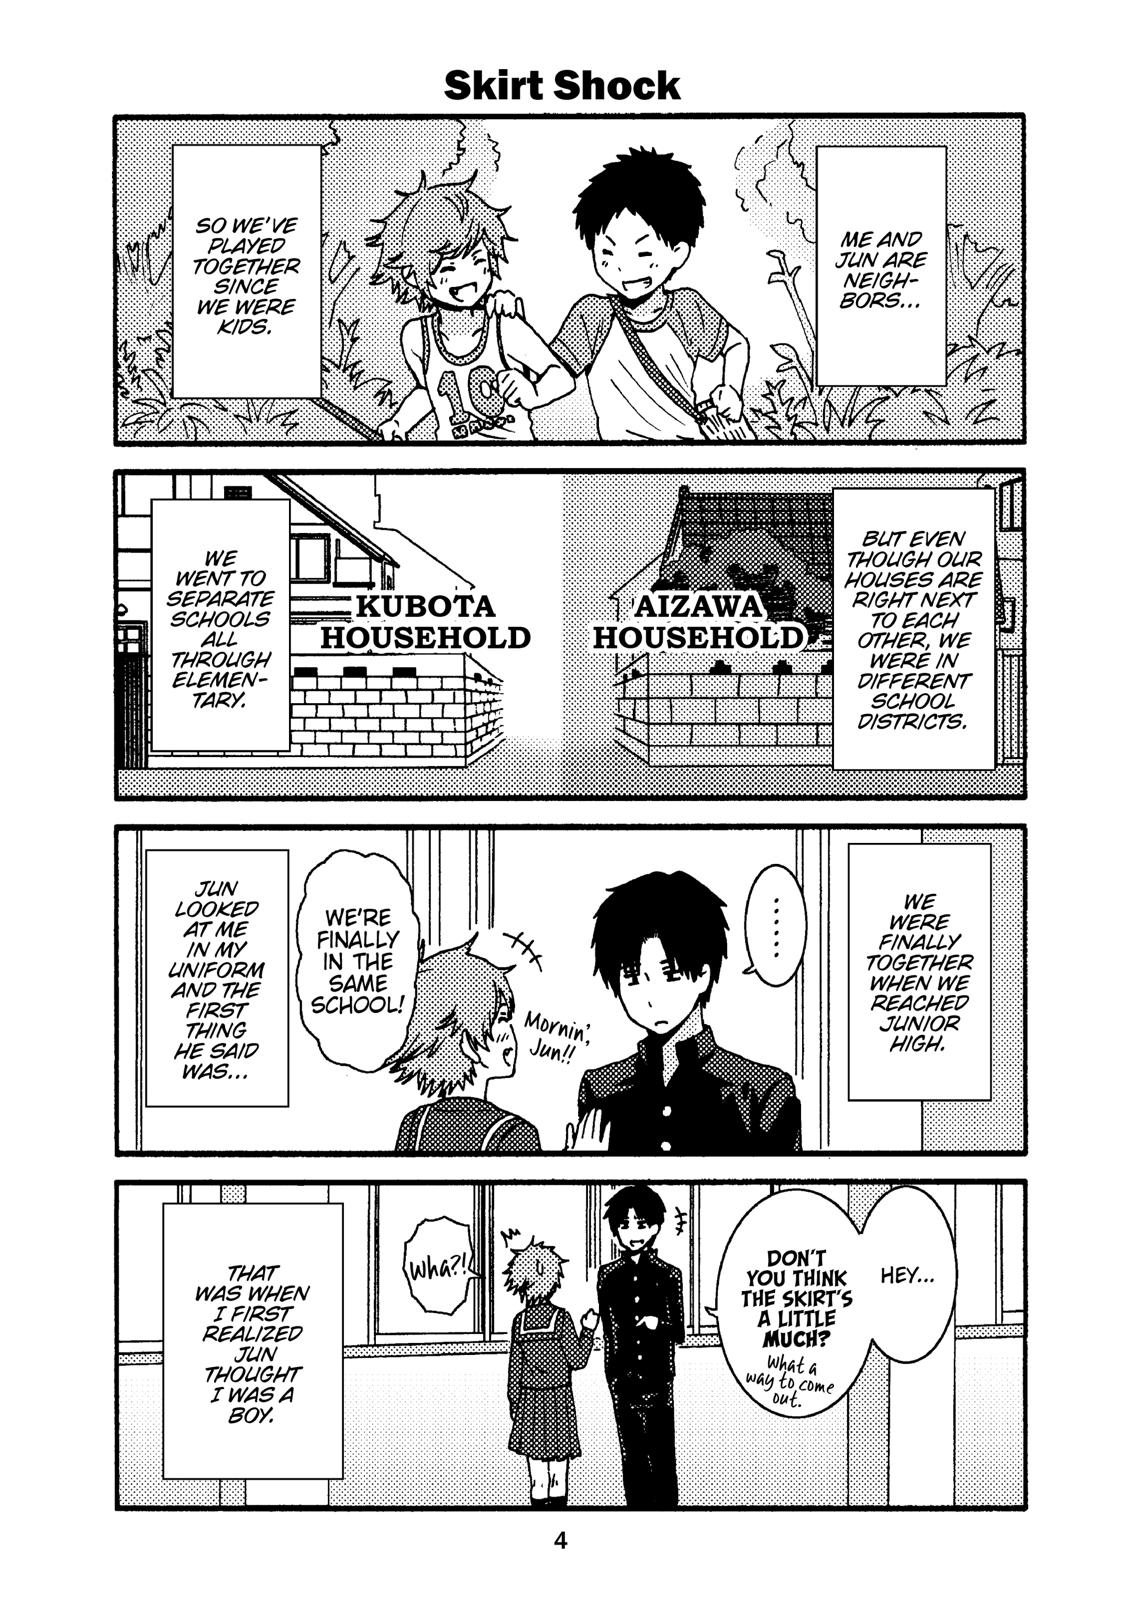 Skirt Shock
ME AND
JUN ARE
NEIGH-
BORS...
SO WE'VE
PLAYED
TOGETHER
SINCE
WE WERE
KIDS.
10
BUT EVEN
THOUGH OUR
HOUSES ARE
RIGHT NEXT
TO EACH
OTHER, WE
WERE IN
DIFFERENT
SCHOOL
DISTRICTS.
AIZAWA
HOUSEHOLD
KUBOTA
HOUSEHOLD
WE
WENT TO
SEPARATE
SCHOOLS
ALL
THROUGH
ELEMEN-
TARY.
WE
WERE
FINALLY
TOGETHER
WHEN WE
REACHED
JUNIOR
HIGH.
......
Mornin',
Jun!!
WE'RE
FINALLY
IN THE
SAME
SCHOOL!
JUN
LOOKED
AT ME
IN MY
UNIFORM
AND THE
FIRST
THING
HE SAID
WAS...
HEY...
DON'T
YOU THINK
THE SKIRT'S
A LITTLE
MUCH?
What a
way to come
out.
Wha?!
THAT
WAS WHEN
I FIRST
REALIZED
JUN
THOUGHT
I WAS A
BOY.
4